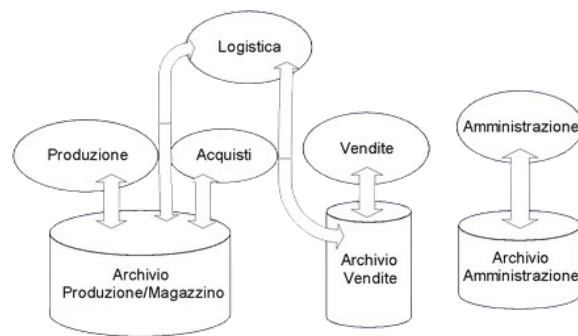 Logistica
Produzione
Acquisti
Vendite
Amministrazione
Archivio
Produzione/Magazzino
Archivio
Vendite
Archivio
Amministrazione